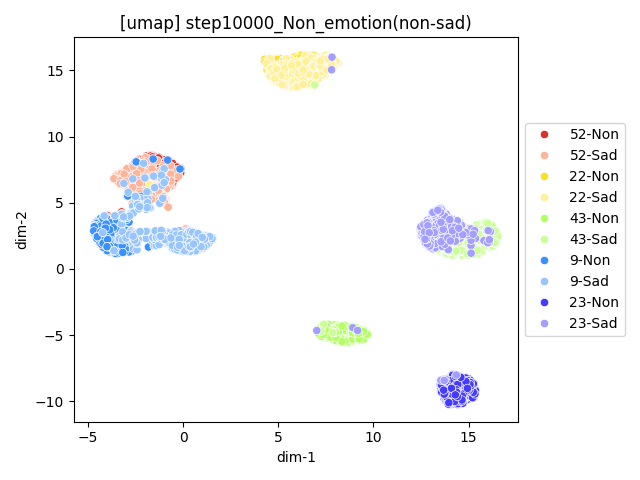 [umap] step10000_Non_emotion(non-sad)
dim-2
15
10
5
0
−5
−10
−5
0
5
10
15
dim-1
52-Non
52-Sad
22-Non
22-Sad
43-Non
43-Sad
9-Non
9-Sad
23-Non
23-Sad